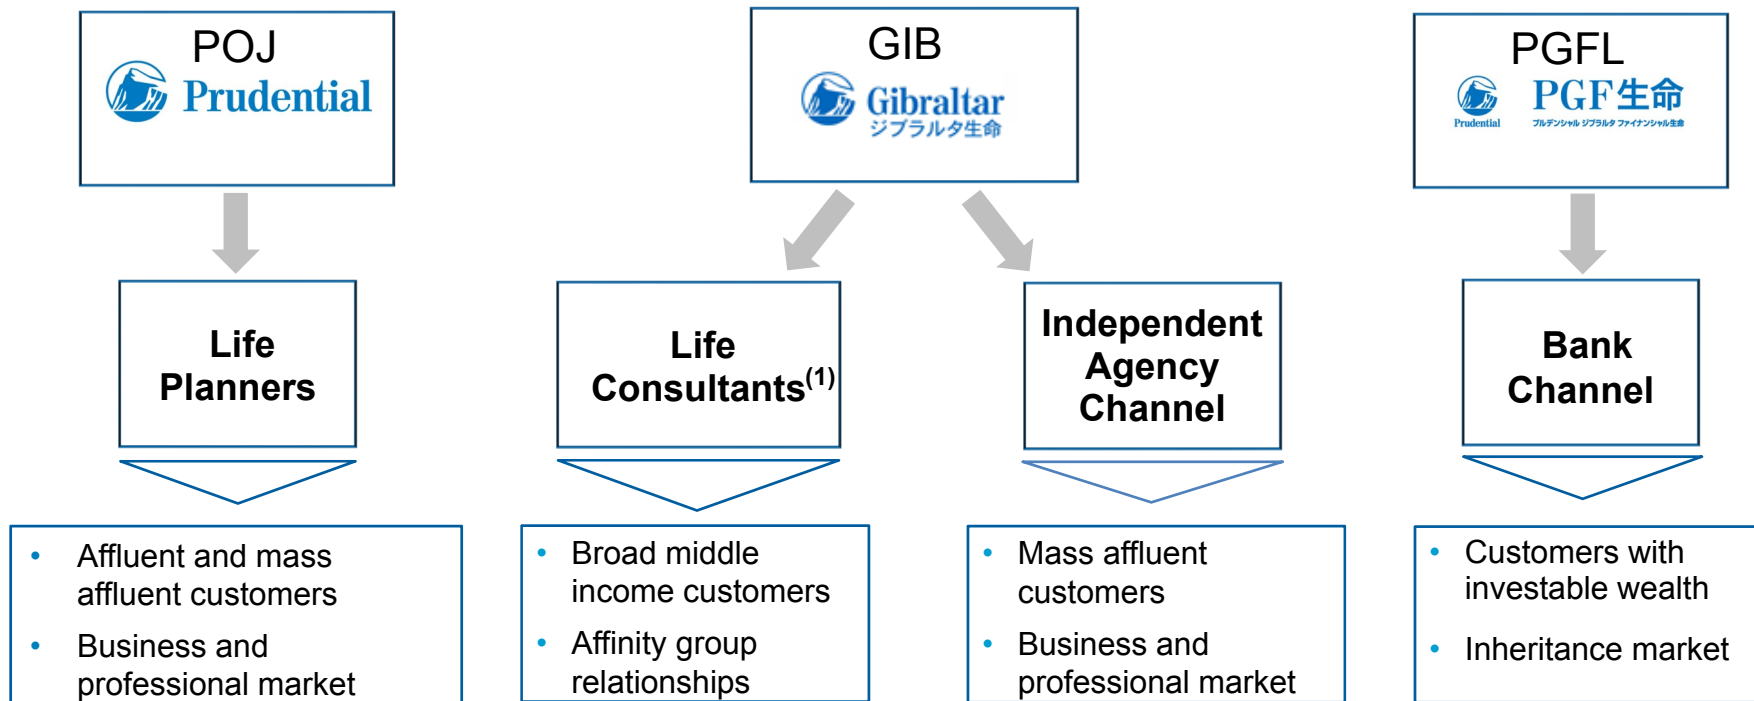 POJ
Prudential
GIB
Gibraltar
ジブラルタ生命
PGFL
Prudential
PGF生命
プルデンシャル ジブラルタ ファイナンシャル生命
Life
Planners
Life
Consultants(1)
Independent
Agency
Channel
Bank
Channel
• Affluent and mass
affluent customers
• Business and
professional market
• Broad middle
income customers
• Affinity group
relationships
• Mass affluent
customers
• Business and
professional market
• Customers with
investable wealth
• Inheritance market